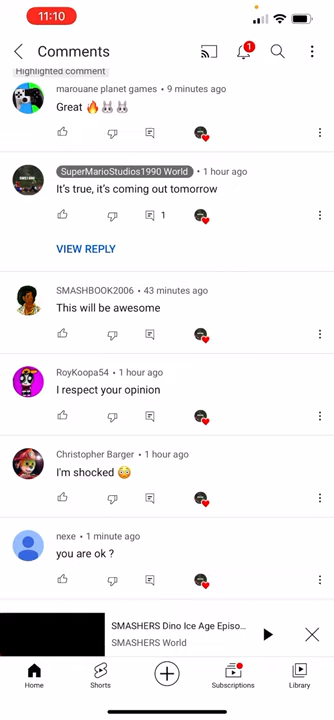 11:10
Comments
1
Highlighted comment
marouane planet games • 9 minutes ago
Great 🔥🐰🐰
SuperMarioStudios1990 World • 1 hour ago
It's true, it's coming out tomorrow
1
VIEW REPLY
SMASHBOOK2006 • 43 minutes ago
This will be awesome
RoyKoopa54 • 1 hour ago
I respect your opinion
Christopher Barger • 1 hour ago
I'm shocked 😳
nexe • 1 minute ago
you are ok ?
SMASHERS Dino Ice Age Episo...
SMASHERS World
Home
Shorts
Subscriptions
Library